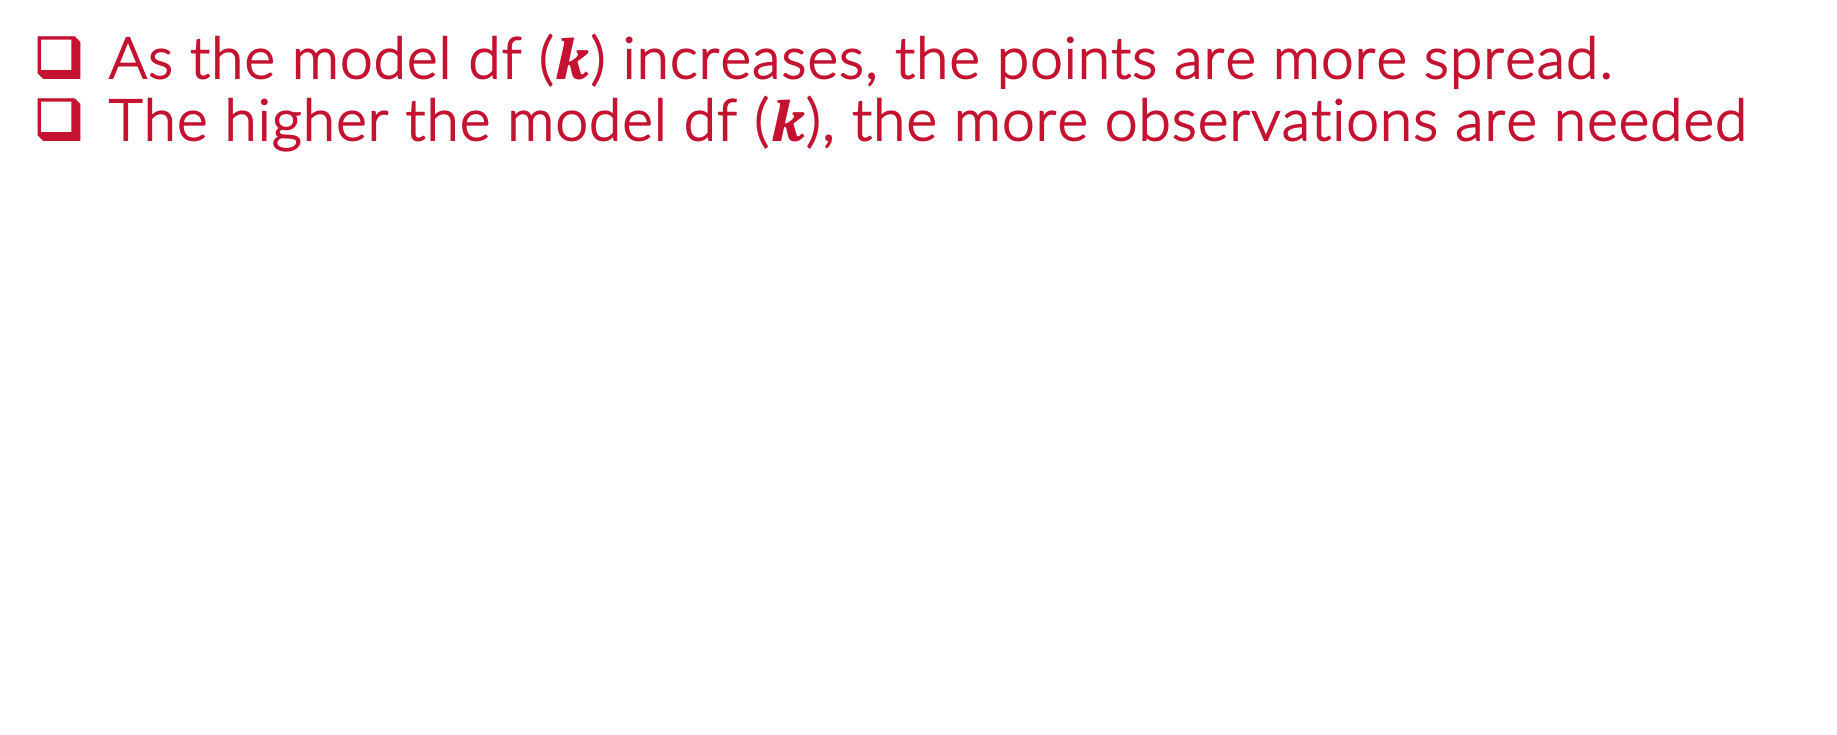 ❑ As the model df (k) increases, the points are more spread.
❑ The higher the model df (k), the more observations are needed